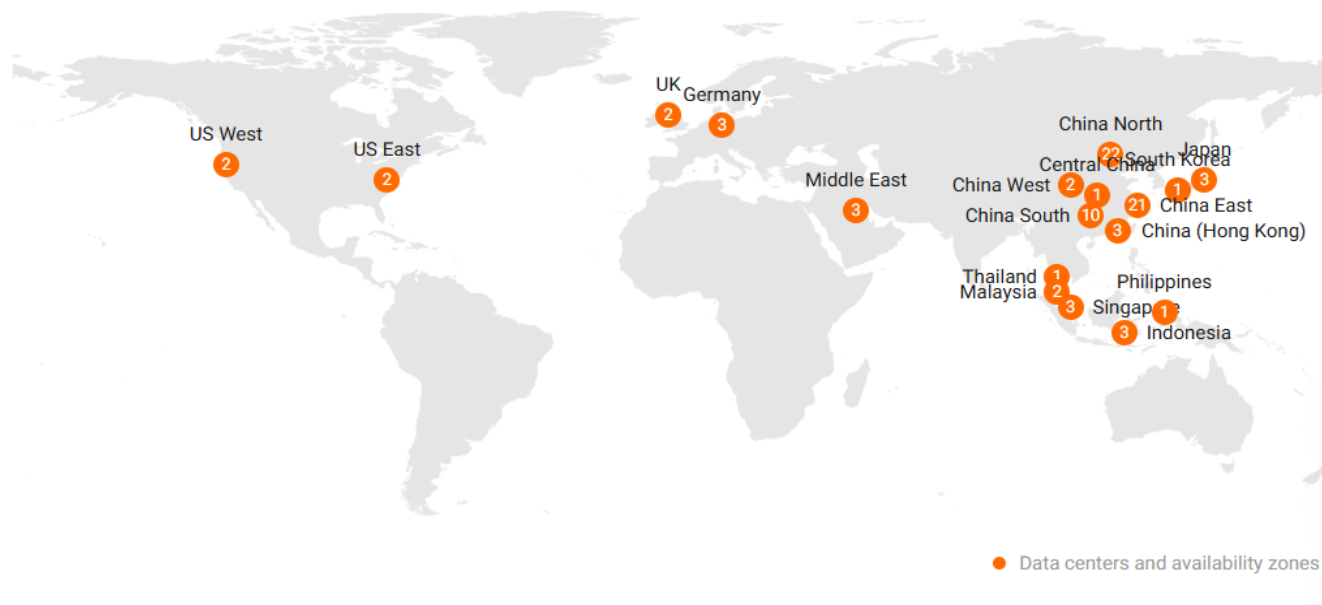 UK
2
Germany
3
US West
2
US East
2
Middle East
3
China North
22
Japan
3
Central China
1
South Korea
1
China West
2
China South
10
21
China East
3
China (Hong Kong)
Thailand
1
Malaysia
2
Philippines
1
3
Singapore
3
Indonesia
Data centers and availability zones